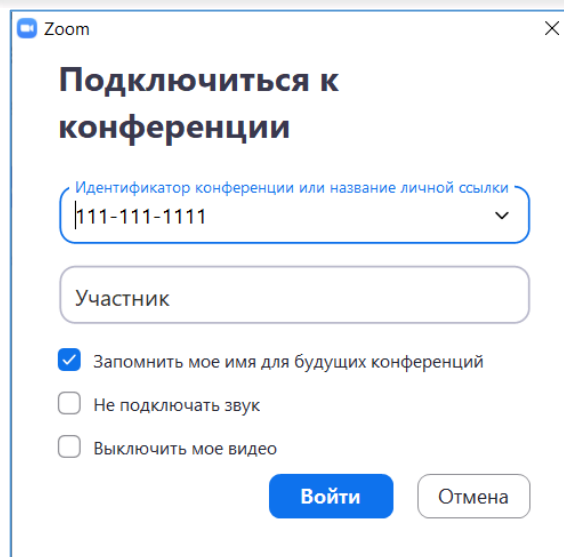 Zoom
Подключиться к
конференции
Идентификатор конференции или название личной ссылки
111-111-1111
Участник
Запомнить мое имя для будущих конференций
Не подключать звук
Выключить мое видео
Войти Отмена